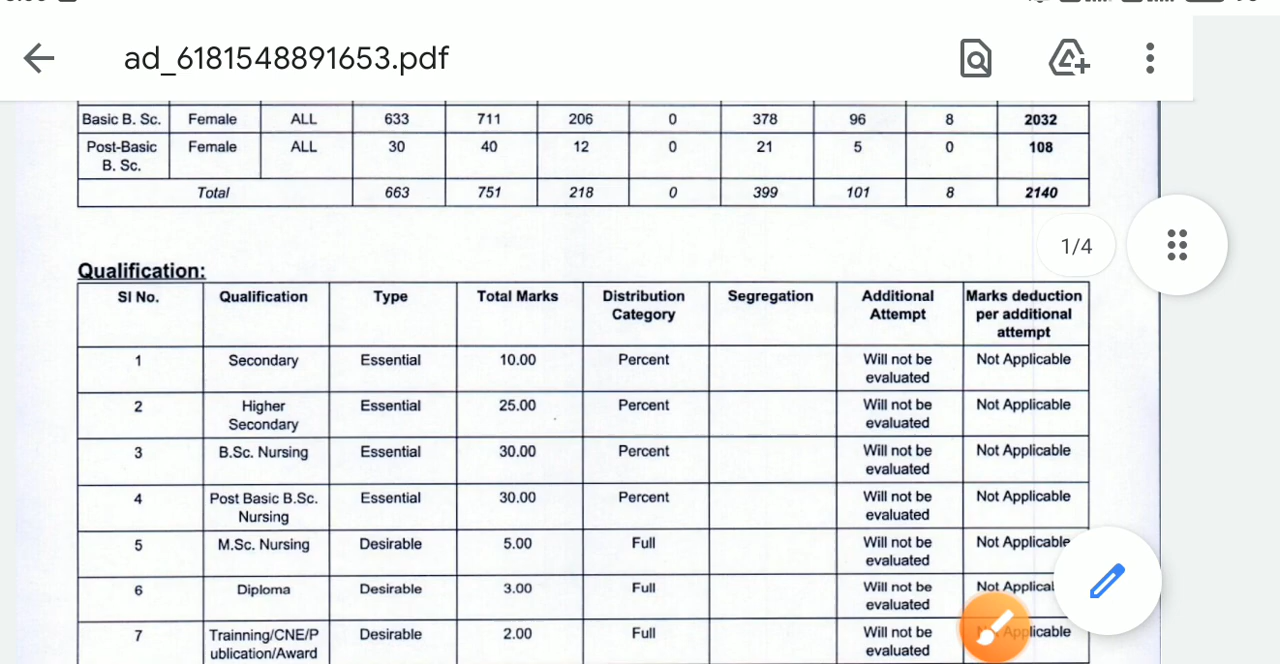 ad_6181548891653.pdf
Basic B. Sc. Female ALL 633 711 206 0 378 96 8 2032
Post-Basic B. Sc. Female ALL 30 40 12 0 21 5 0 108
Total 663 751 218 0 399 101 8 2140
1/4
Qualification:
Sl No. Qualification Type Total Marks Distribution Category Segregation Additional Attempt Marks deduction per additional attempt
1 Secondary Essential 10.00 Percent Will not be evaluated Not Applicable
2 Higher Secondary Essential 25.00 Percent Will not be evaluated Not Applicable
3 B.Sc. Nursing Essential 30.00 Percent Will not be evaluated Not Applicable
4 Post Basic B.Sc. Nursing Essential 30.00 Percent Will not be evaluated Not Applicable
5 M.Sc. Nursing Desirable 5.00 Full Will not be evaluated Not Applicable
6 Diploma Desirable 3.00 Full Will not be evaluated Not
7 Trainning/CNE/P ublication/Award Desirable 2.00 Full Will not be evaluated Applicable